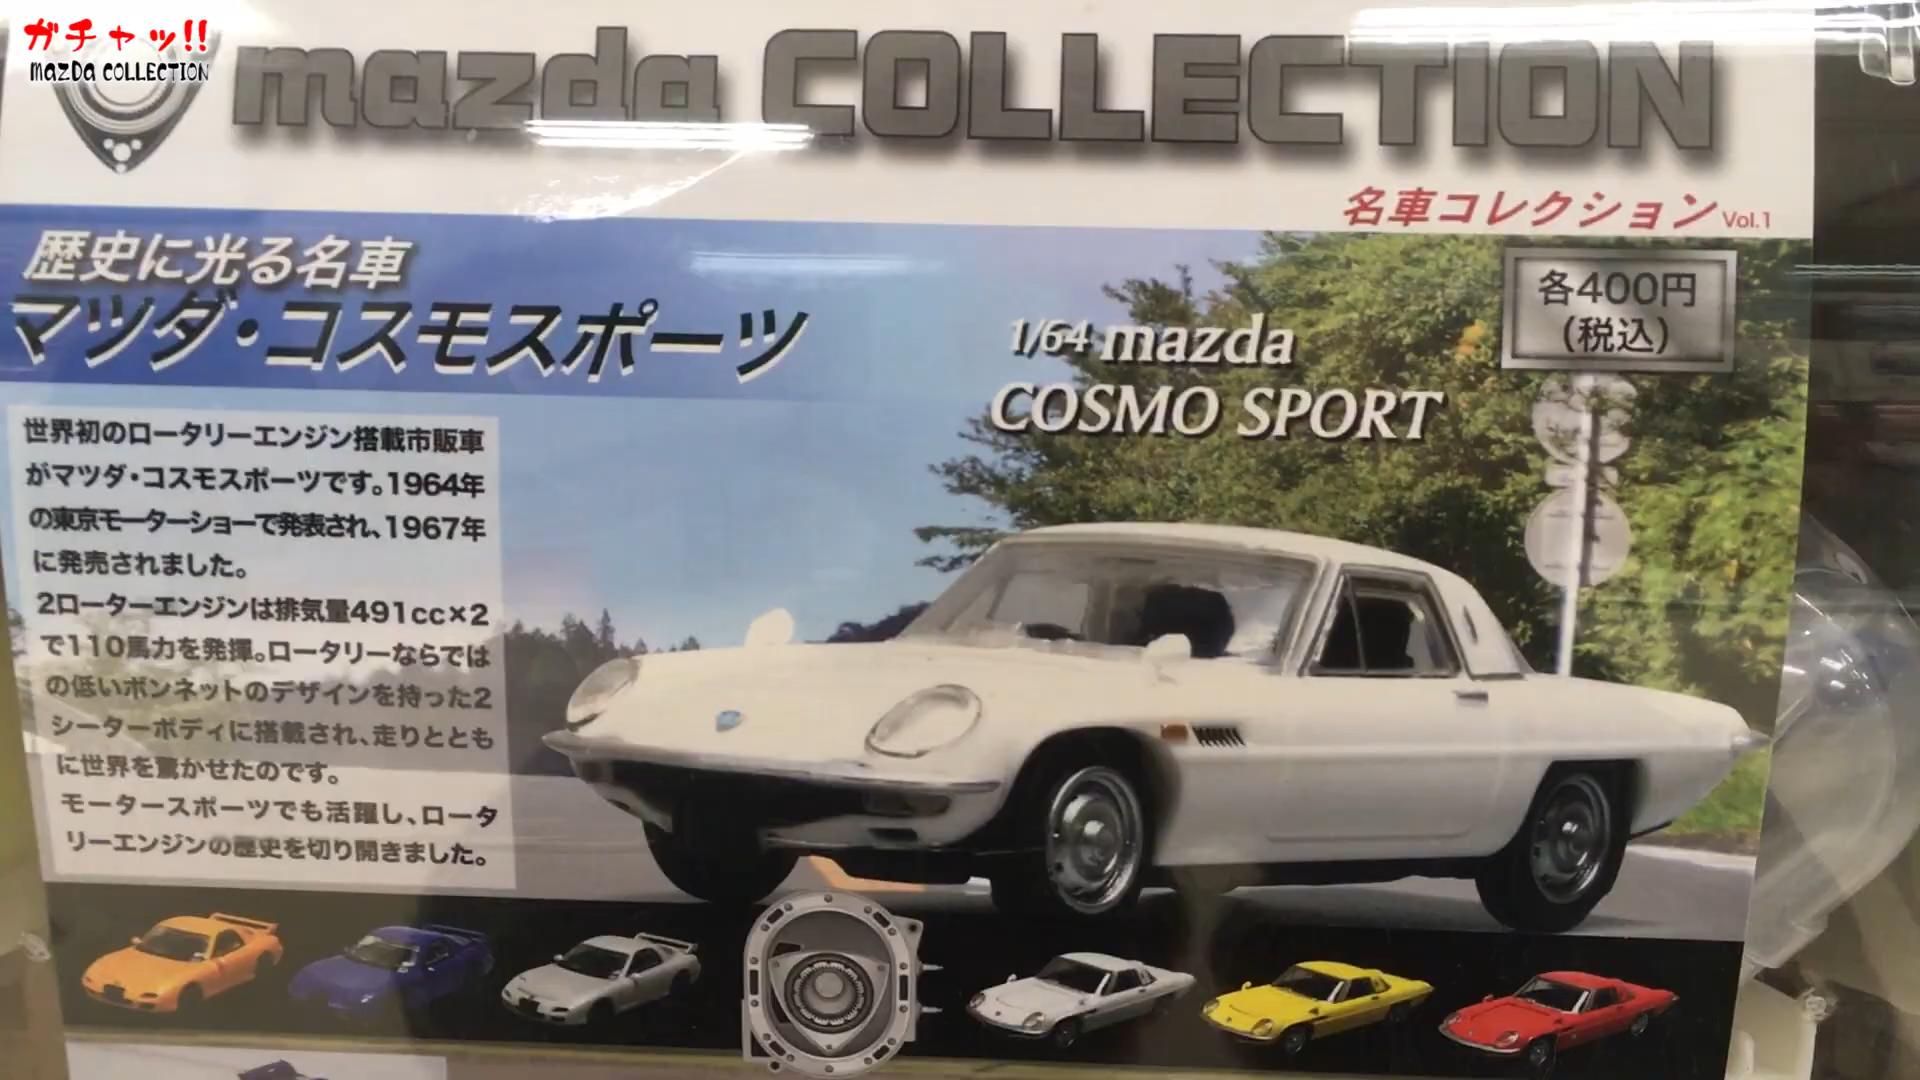 ガチャッ!!
mazDa COLLECTION
mazda COLLECTION
名車コレクション Vol.1
歴史に光る名車
マツダ・コスモスポーツ
各400円
(税込)
1/64 mazda
COSMO SPORT
世界初のロータリーエンジン搭載市販車
がマツダ・コスモスポーツです。1964年
の東京モーターショーで発表され、1967年
に発売されました。
2ローターエンジンは排気量491cc×2
で110馬力を発揮。ロータリーならでは
の低いボンネットのデザインを持った2
シーターボディに搭載され、走りととも
に世界を驚かせたのです。
モータースポーツでも活躍し、ロータ
リーエンジンの歴史を切り開きました。